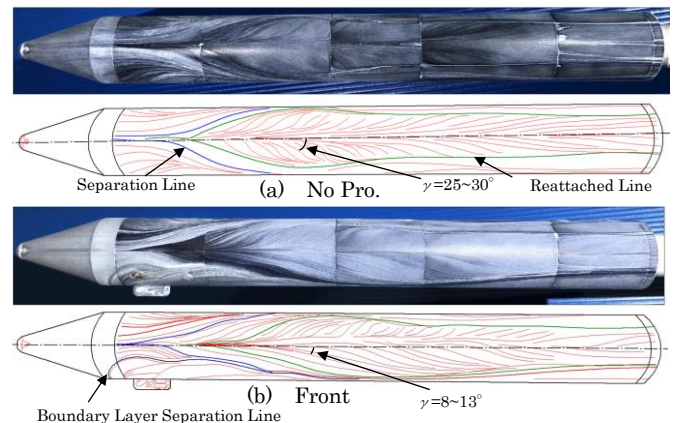 Separation Line
(a) No Pro.
γ=25~30°
Reattached Line
(b) Front
γ=8~13°
Boundary Layer Separation Line